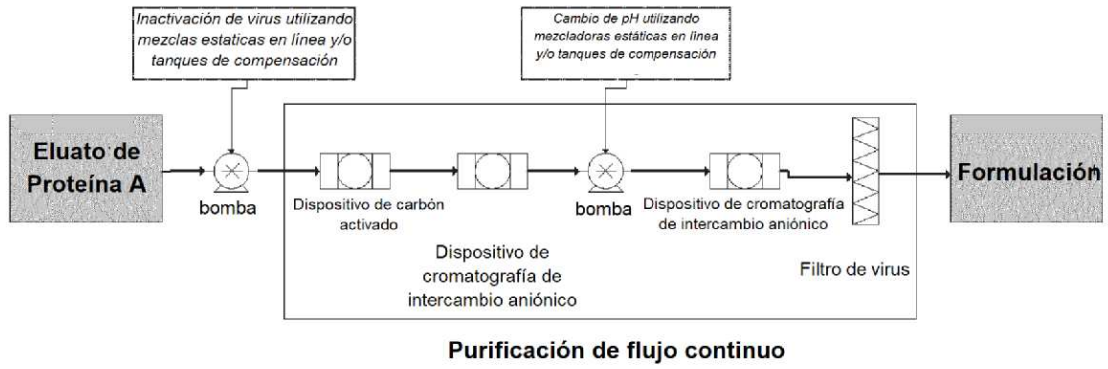 Inactivación de virus utilizando
mezclas estaticas en línea y/o
tanques de compensación
Cambio de pH utilizando
mezcladoras estáticas en línea
y/o tanques de compensación
Eluato de
Proteína A
bomba
Dispositivo de carbón
activado
Dispositivo de
cromatografía de
intercambio aniónico
bomba
Dispositivo de cromatografía
de intercambio aniónico
Filtro de virus
Formulación
Purificación de flujo continuo